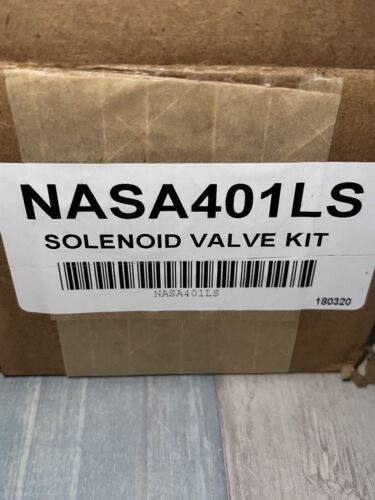 NASA401LS
SOLENOID VALVE KIT
NASA401LS
180320